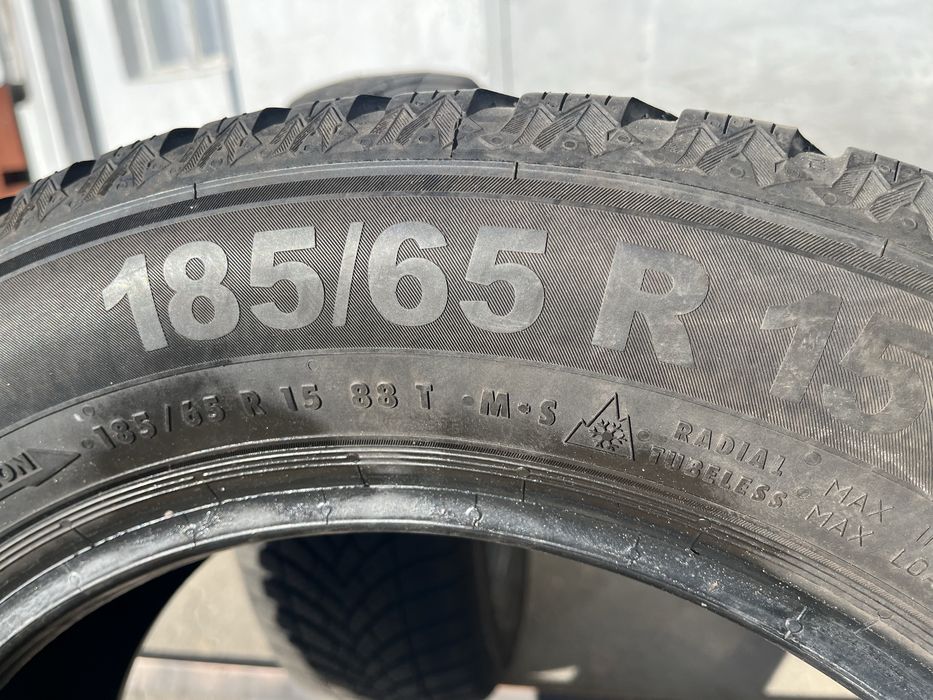 185/65 R 15
185/65 R 15 88 T M+S
RADIAL
TUBELESS
MAX
MAX